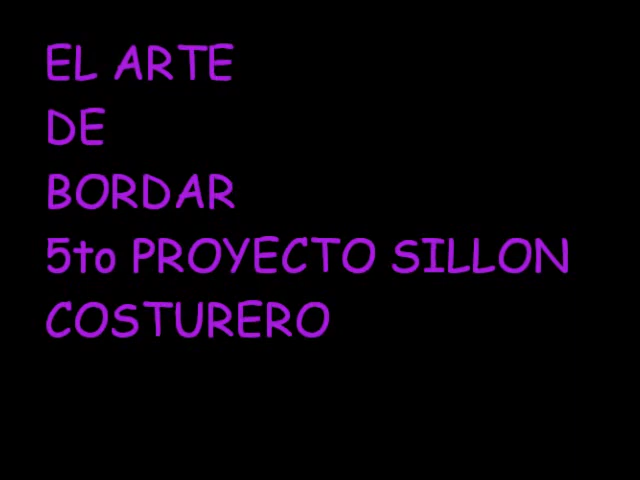 EL ARTE
DE
BORDAR
5to PROYECTO SILLON
COSTURERO